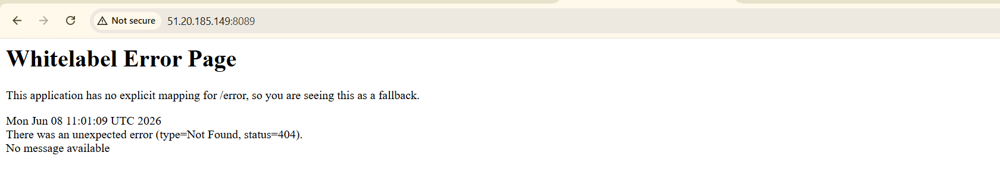 Not secure 51.20.185.149:8089
Whitelabel Error Page
This application has no explicit mapping for /error, so you are seeing this as a fallback.
Mon Jun 08 11:01:09 UTC 2026
There was an unexpected error (type=Not Found, status=404).
No message available